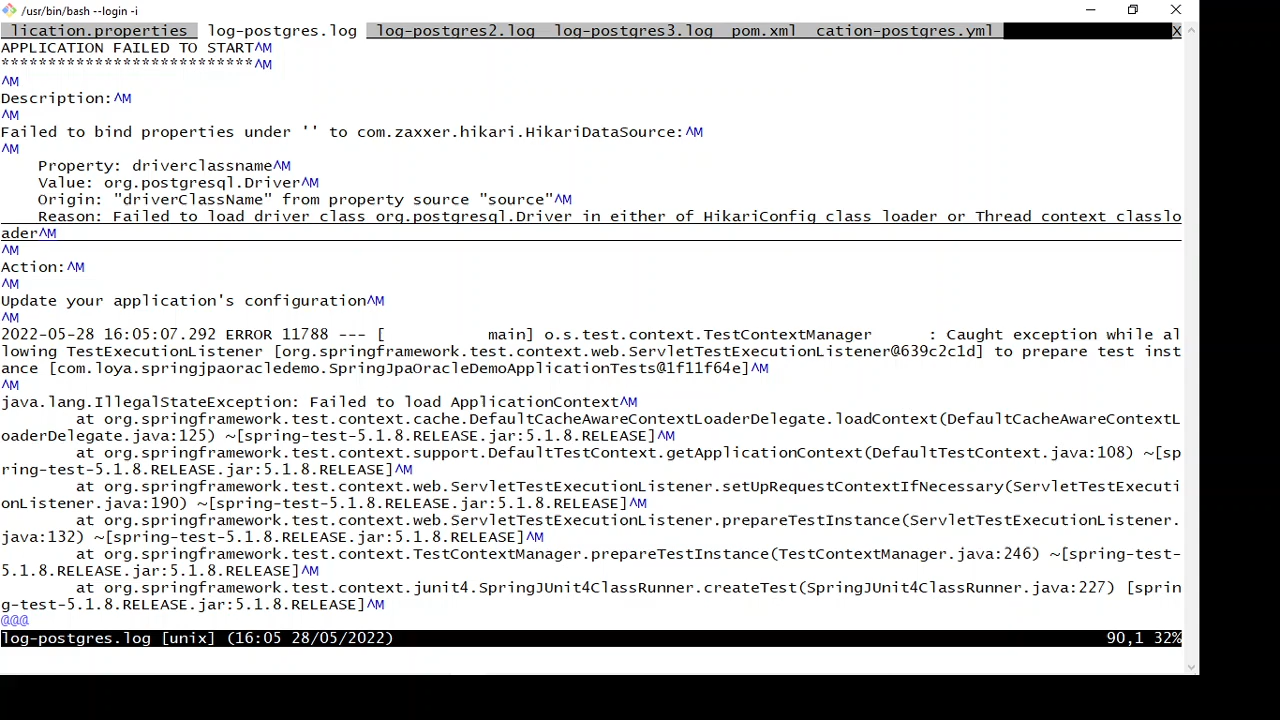 /usr/bin/bash --login -i
lication.properties log-postgres.log log-postgres2.log log-postgres3.log pom.xml cation-postgres.yml X
APPLICATION FAILED TO START^M
***************************^M
^M
Description:^M
^M
Failed to bind properties under '' to com.zaxxer.hikari.HikariDataSource:^M
^M
    Property: driverclassname^M
    Value: org.postgresql.Driver^M
    Origin: "driverClassName" from property source "source"^M
    Reason: Failed to load driver class org.postgresql.Driver in either of HikariConfig class loader or Thread context classlo
ader^M
^M
Action:^M
^M
Update your application's configuration^M
^M
2022-05-28 16:05:07.292 ERROR 11788 --- [           main] o.s.test.context.TestContextManager      : Caught exception while al
lowing TestExecutionListener [org.springframework.test.context.web.ServletTestExecutionListener@639c2c1d] to prepare test inst
ance [com.loya.springjpaoracledemo.SpringJpaOracleDemoApplicationTests@1f11f64e]^M
^M
java.lang.IllegalStateException: Failed to load ApplicationContext^M
        at org.springframework.test.context.cache.DefaultCacheAwareContextLoaderDelegate.loadContext(DefaultCacheAwareContextL
oaderDelegate.java:125) ~[spring-test-5.1.8.RELEASE.jar:5.1.8.RELEASE]^M
        at org.springframework.test.context.support.DefaultTestContext.getApplicationContext(DefaultTestContext.java:108) ~[sp
ring-test-5.1.8.RELEASE.jar:5.1.8.RELEASE]^M
        at org.springframework.test.context.web.ServletTestExecutionListener.setUpRequestContextIfNecessary(ServletTestExecuti
onListener.java:190) ~[spring-test-5.1.8.RELEASE.jar:5.1.8.RELEASE]^M
        at org.springframework.test.context.web.ServletTestExecutionListener.prepareTestInstance(ServletTestExecutionListener.
java:132) ~[spring-test-5.1.8.RELEASE.jar:5.1.8.RELEASE]^M
        at org.springframework.test.context.TestContextManager.prepareTestInstance(TestContextManager.java:246) ~[spring-test-
5.1.8.RELEASE.jar:5.1.8.RELEASE]^M
        at org.springframework.test.context.junit4.SpringJUnit4ClassRunner.createTest(SpringJUnit4ClassRunner.java:227) [sprin
g-test-5.1.8.RELEASE.jar:5.1.8.RELEASE]^M
@@@
log-postgres.log [unix] (16:05 28/05/2022) 90,1 32%